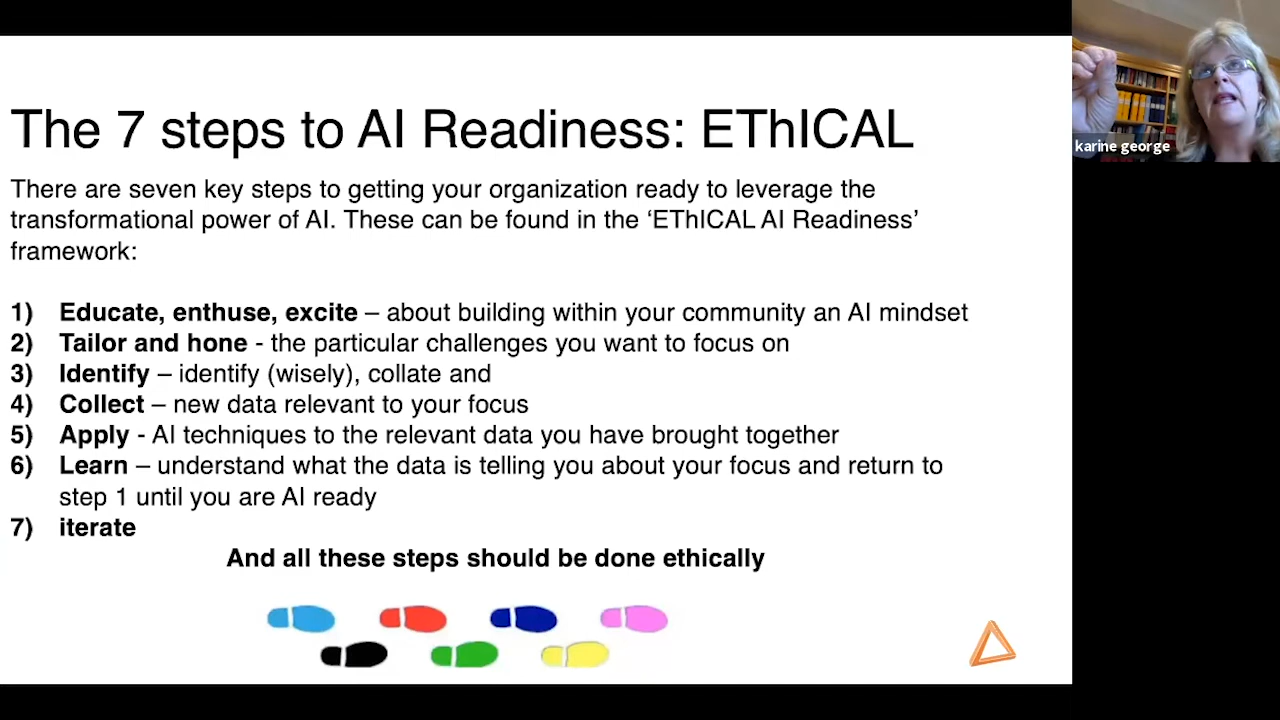 The 7 steps to AI Readiness: EThICAL
There are seven key steps to getting your organization ready to leverage the
transformational power of AI. These can be found in the ‘EThICAL AI Readiness’
framework:
1) Educate, enthuse, excite – about building within your community an AI mindset
2) Tailor and hone - the particular challenges you want to focus on
3) Identify – identify (wisely), collate and
4) Collect – new data relevant to your focus
5) Apply - AI techniques to the relevant data you have brought together
6) Learn – understand what the data is telling you about your focus and return to
step 1 until you are AI ready
7) iterate
And all these steps should be done ethically
karine george